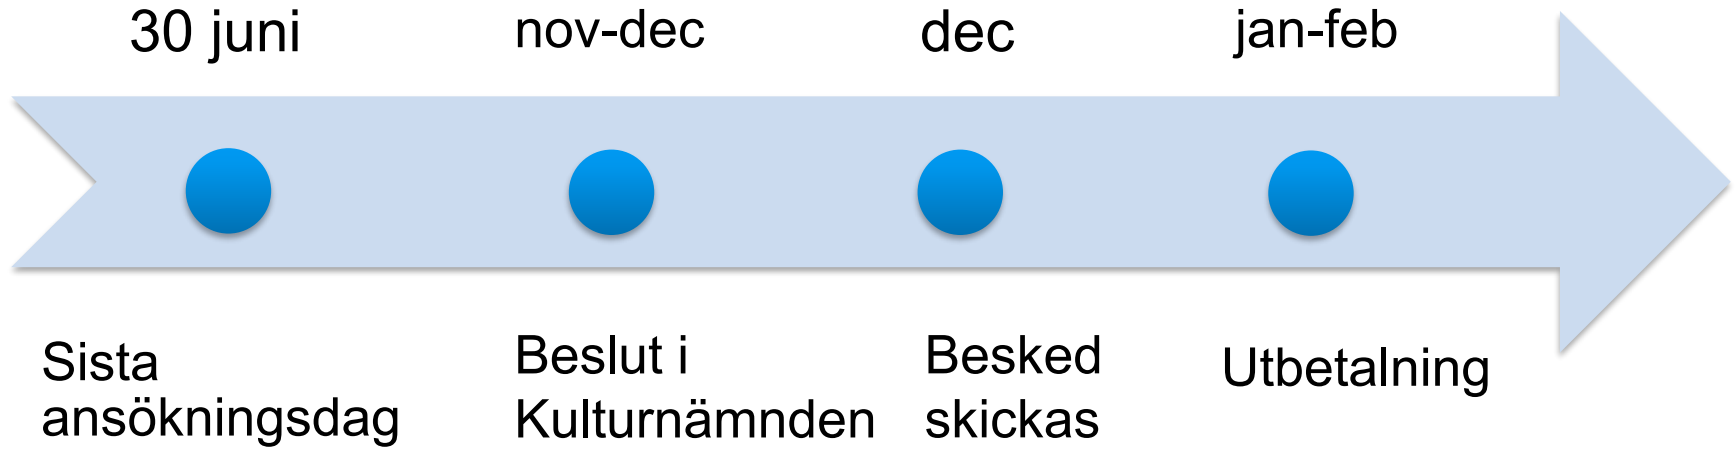 30 juni
nov-dec
dec
jan-feb
Sista
ansökningsdag
Beslut i
Kulturnämnden
Besked
skickas
Utbetalning